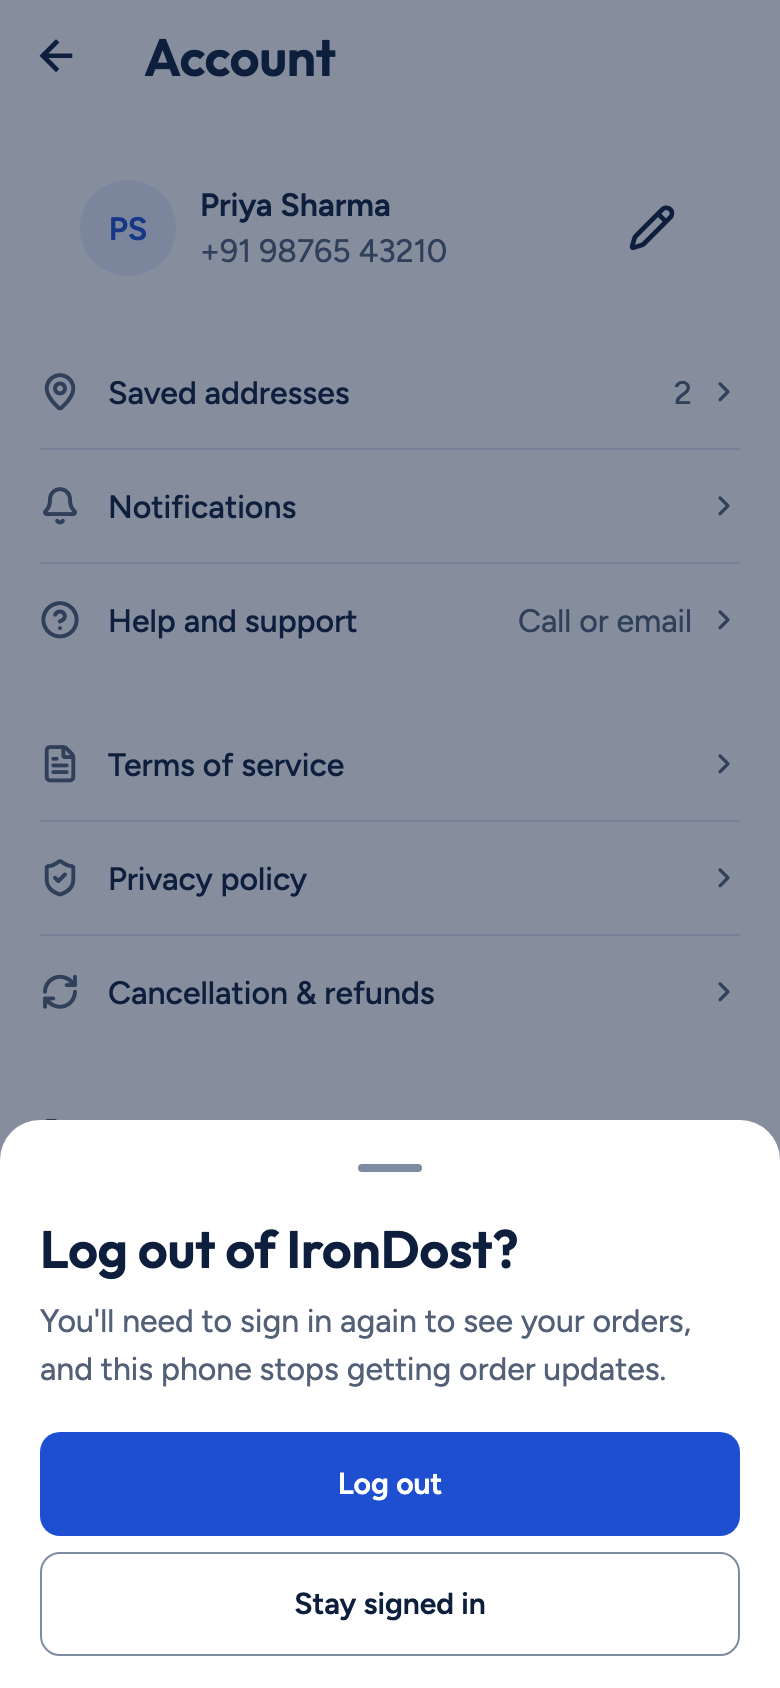 Account
PS
Priya Sharma
+91 98765 43210
Saved addresses 2
Notifications
Help and support Call or email
Terms of service
Privacy policy
Cancellation & refunds
Log out of IronDost?
You'll need to sign in again to see your orders,
and this phone stops getting order updates.
Log out
Stay signed in